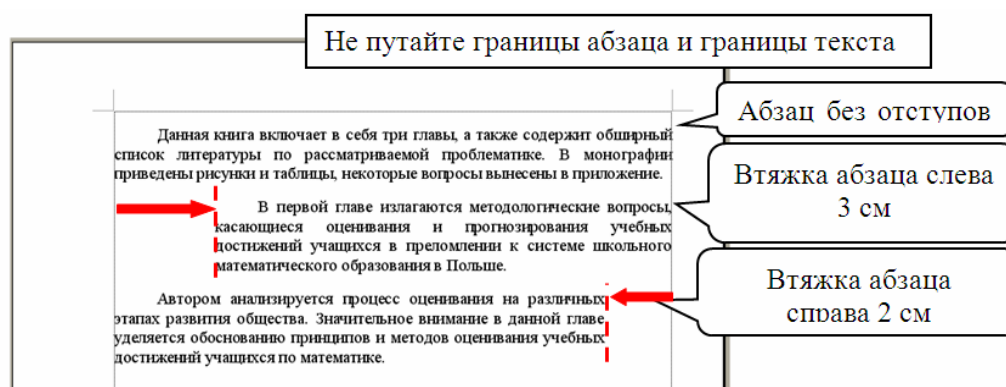 Не путайте границы абзаца и границы текста
Абзац без отступов
Данная книга включает в себя три главы, а также содержит обширный
список литературы по рассматриваемой проблематике. В монографии
приведены рисунки и таблицы, некоторые вопросы вынесены в приложение.
Втяжка абзаца слева
3 см
В первой главе излагаются методологические вопросы,
касающиеся оценивания и прогнозирования учебных
достижений учащихся в преломлении к системе школьного
математического образования в Польше.
Втяжка абзаца
справа 2 см
Автором анализируется процесс оценивания на различных
этапах развития общества. Значительное внимание в данной главе
уделяется обоснованию принципов и методов оценивания учебных
достижений учащихся по математике.